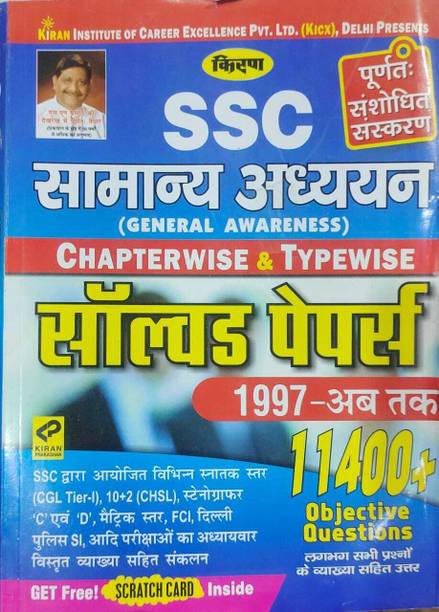 KIRAN INSTITUTE OF CAREER EXCELLENCE PVT. LTD. (KICX), DELHI PRESENTS
किरण
पूर्णतः
संशोधित
संस्करण
SSC
सामान्य अध्ययन
(GENERAL AWARENESS)
CHAPTERWISE & TYPEWISE
सॉल्वड पेपर्स
1997-अब तक
KIRAN
PRAKASHAN
11400+
Objective
Questions
SSC द्वारा आयोजित विभिन्न स्नातक स्तर
(CGL Tier-I), 10+2 (CHSL), स्टेनोग्राफर
'C' एवं 'D', मैट्रिक स्तर, FCI, दिल्ली
पुलिस SI, आदि परीक्षाओं का अध्यायवार
विस्तृत व्याख्या सहित संकलन
लगभग सभी प्रश्नों
के व्याख्या सहित उत्तर
GET Free! SCRATCH CARD Inside